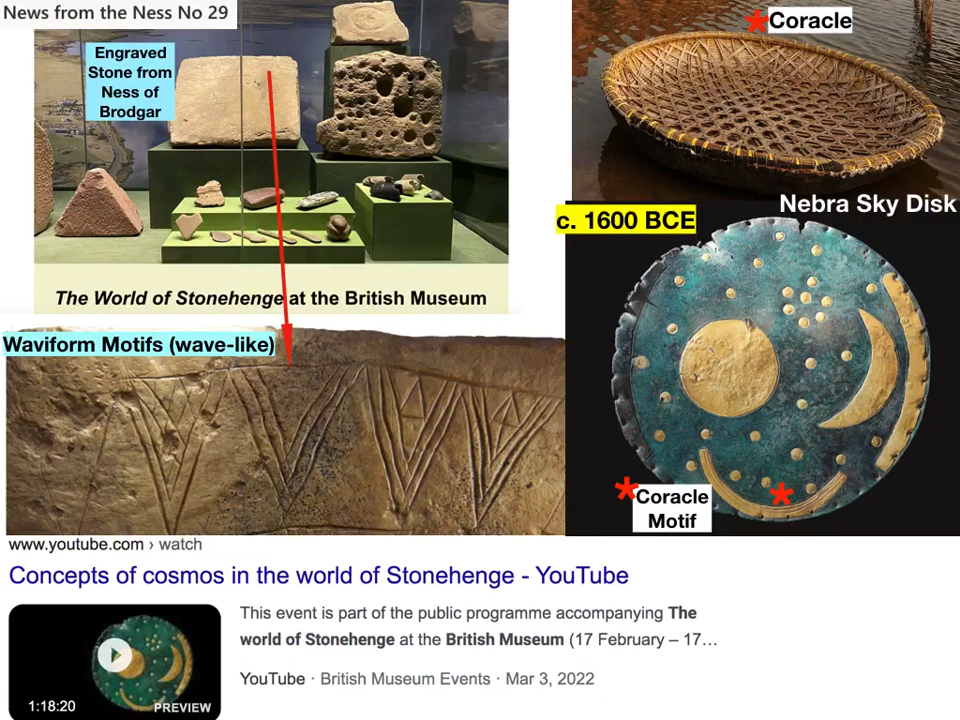 News from the Ness No 29
Engraved
Stone from
Ness of
Brodgar
* Coracle
The World of Stonehenge at the British Museum
Waveform Motifs (wave-like)
c. 1600 BCE
Nebra Sky Disk
* Coracle
Motif
*
www.youtube.com › watch
Concepts of cosmos in the world of Stonehenge - YouTube
This event is part of the public programme accompanying The
world of Stonehenge at the British Museum (17 February – 17…
YouTube · British Museum Events · Mar 3, 2022
1:18:20
PREVIEW